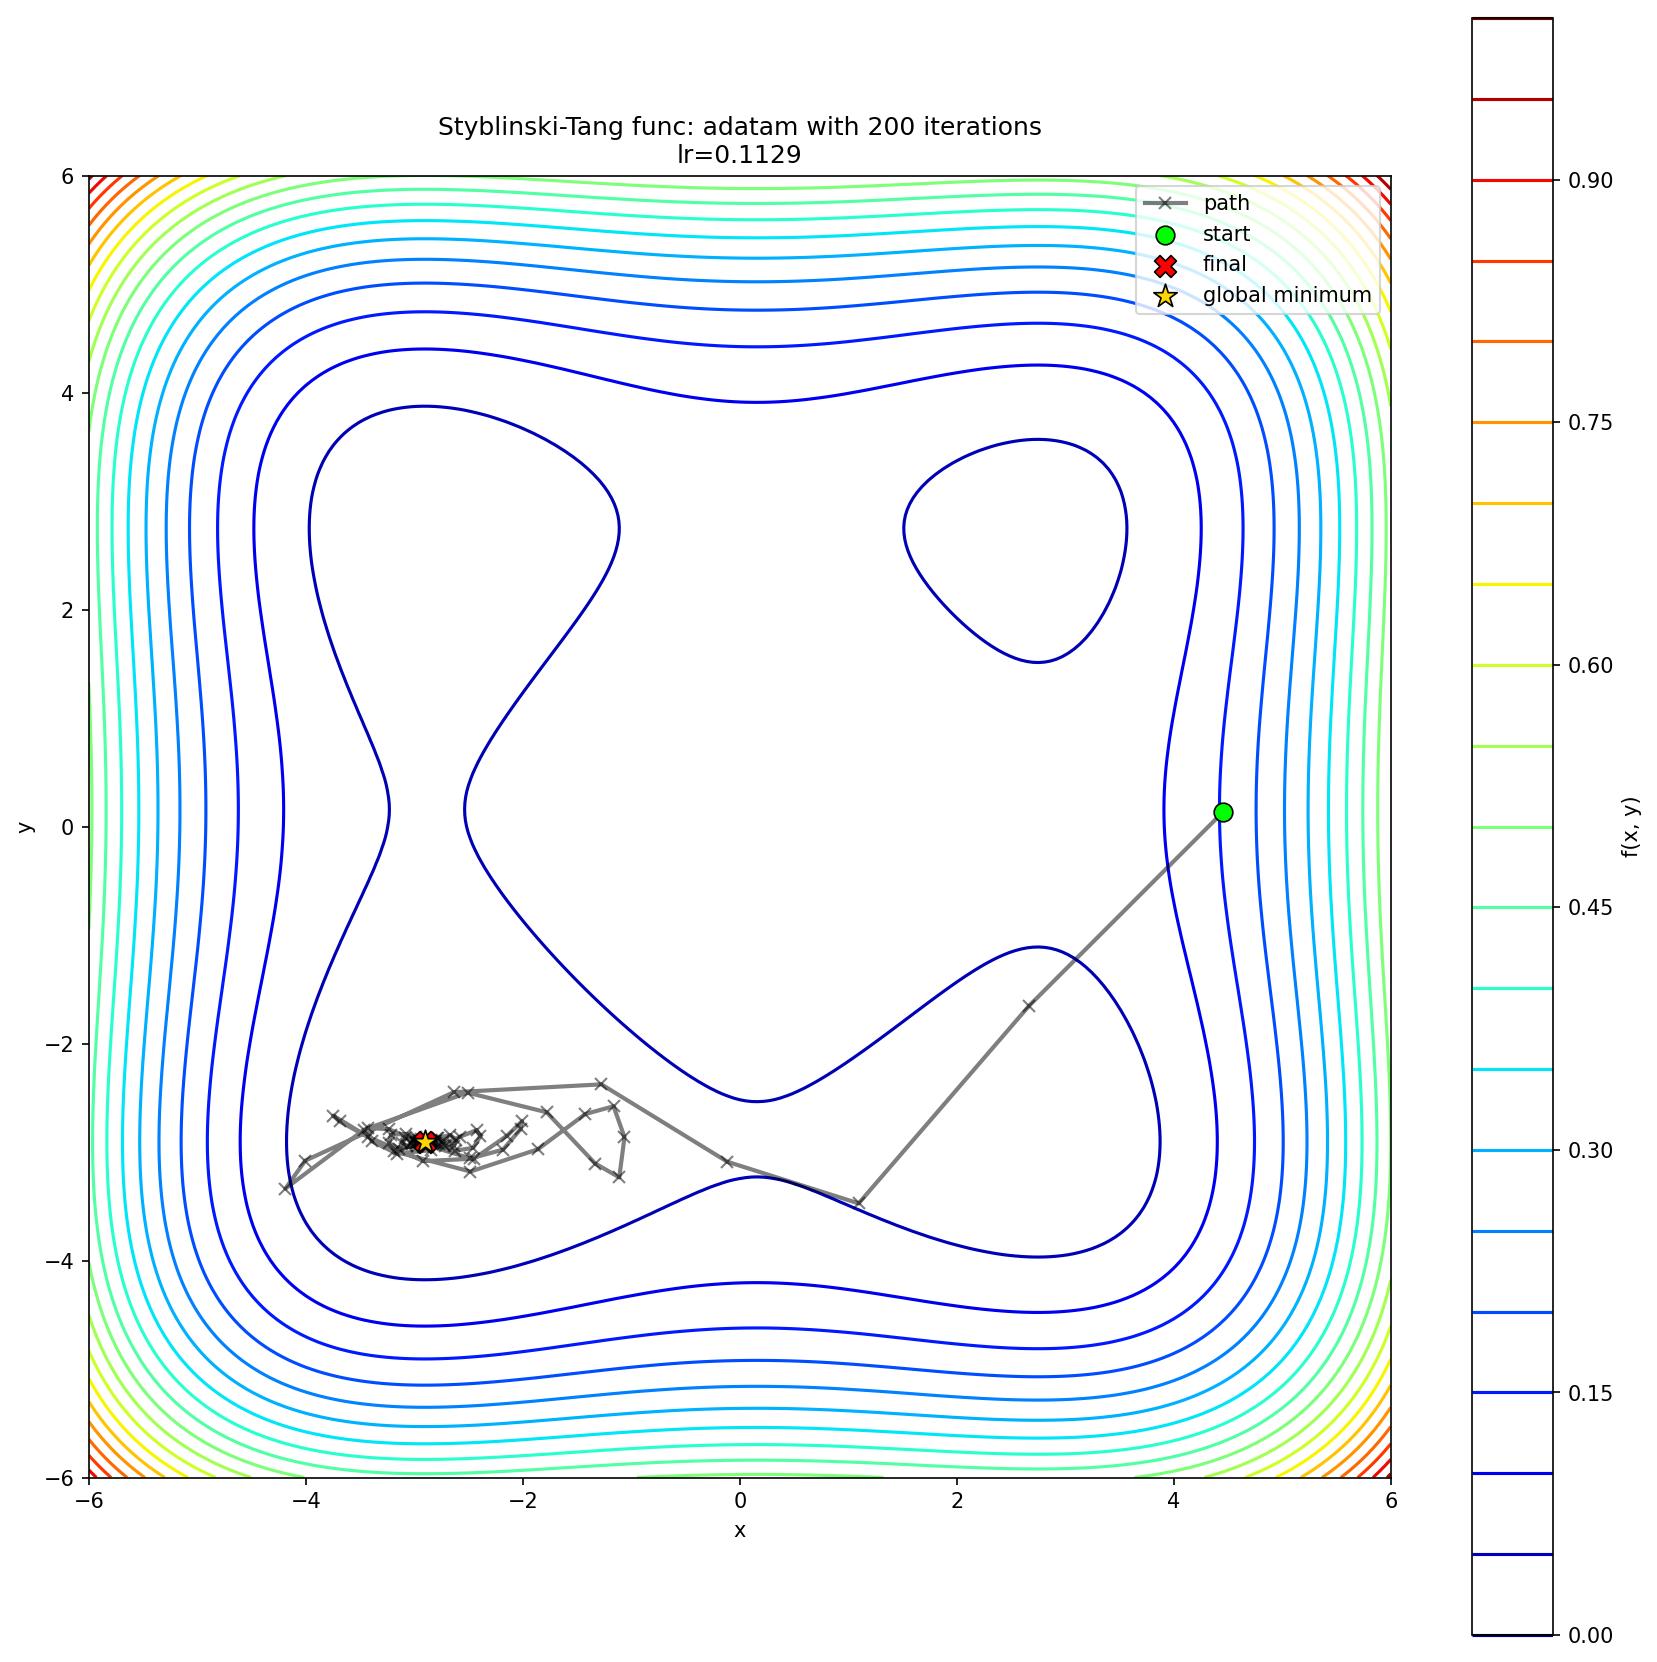 Styblinski-Tang func: adatam with 200 iterations
lr=0.1129
path
start
final
global minimum
6
4
2
0
−2
−4
−6
y
−6
−4
−2
0
2
4
6
x
0.90
0.75
0.60
0.45
0.30
0.15
0.00
f(x, y)